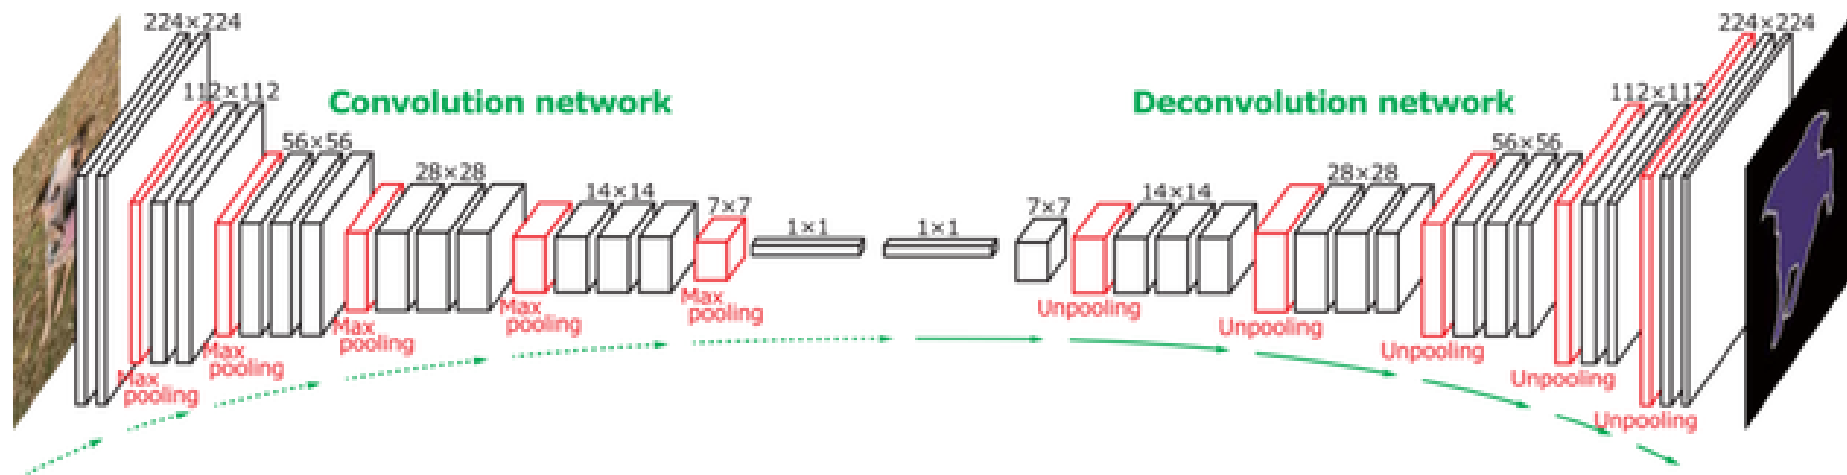 224×224
112×112
Convolution network
56×56
28×28
14×14
7×7
1×1
1×1
7×7
14×14
28×28
Deconvolution network
56×56
112×112
224×224
Max
pooling
Max
pooling
Max
pooling
Max
pooling
Max
pooling
Unpooling
Unpooling
Unpooling
Unpooling
Unpooling